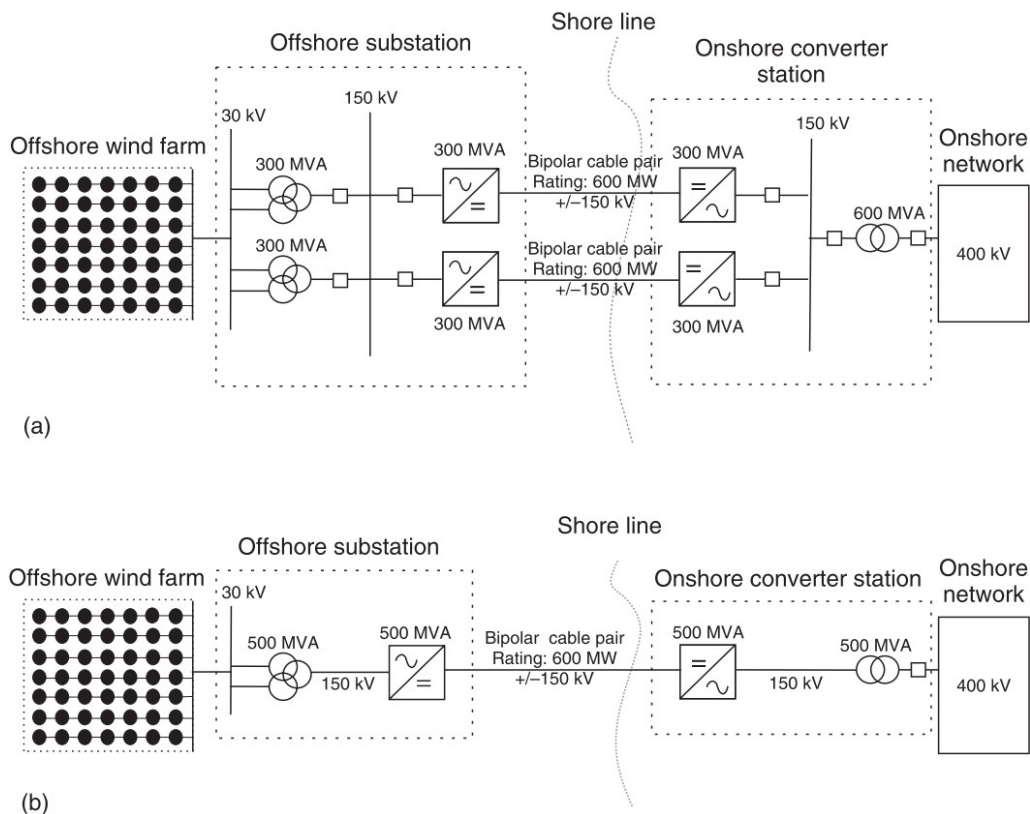 Shore line
Offshore substation
Onshore converter
station
30 kV
150 kV
150 kV
Offshore wind farm
Onshore
network
300 MVA
300 MVA
Bipolar cable pair
Rating: 600 MW
+/−150 kV
300 MVA
600 MVA
300 MVA
Bipolar cable pair
Rating: 600 MW
+/−150 kV
400 kV
300 MVA
300 MVA
(a)
Shore line
Offshore substation
Offshore wind farm
30 kV
Onshore converter station
Onshore
network
500 MVA
500 MVA
Bipolar cable pair
Rating: 600 MW
+/−150 kV
500 MVA
500 MVA
150 kV
150 kV
400 kV
(b)